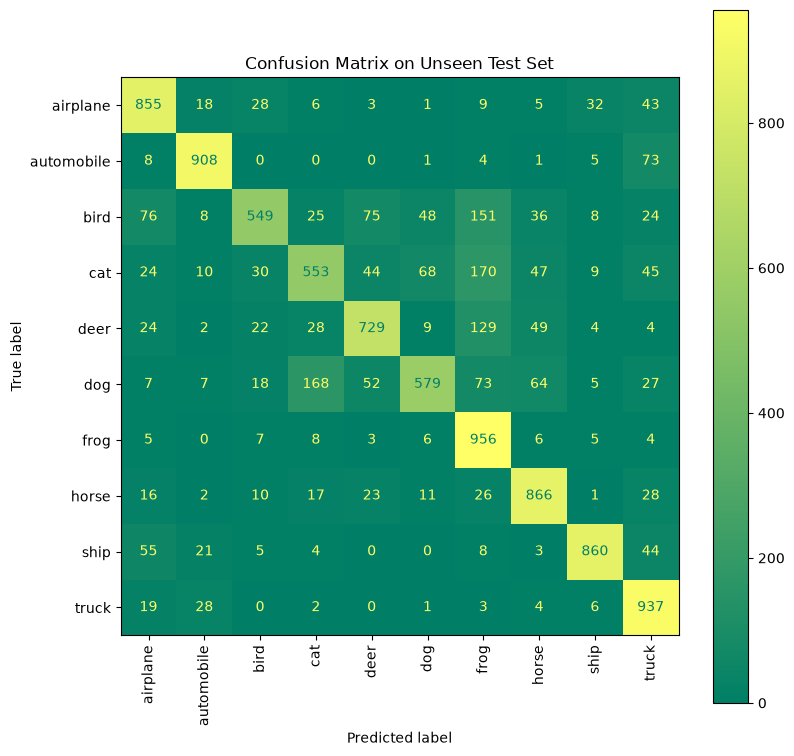 Confusion Matrix on Unseen Test Set
True label
airplane 855 18 28 6 3 1 9 5 32 43
automobile 8 908 0 0 0 1 4 1 5 73
bird 76 8 549 25 75 48 151 36 8 24
cat 24 10 30 553 44 68 170 47 9 45
deer 24 2 22 28 729 9 129 49 4 4
dog 7 7 18 168 52 579 73 64 5 27
frog 5 0 7 8 3 6 956 6 5 4
horse 16 2 10 17 23 11 26 866 1 28
ship 55 21 5 4 0 0 8 3 860 44
truck 19 28 0 2 0 1 3 4 6 937
airplane automobile bird cat deer dog frog horse ship truck
Predicted label
800
600
400
200
0